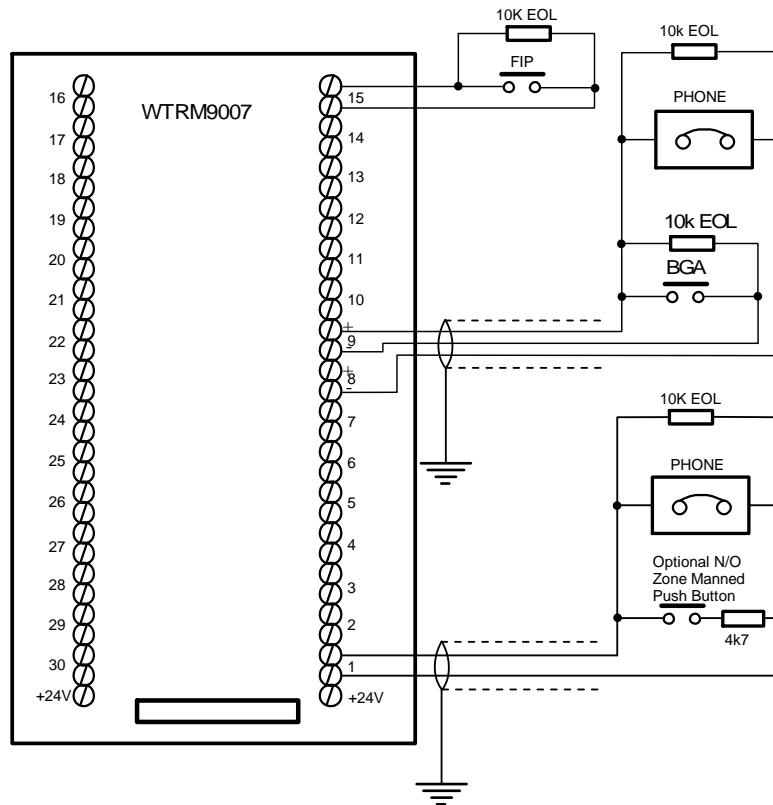 10K EOL
FIP
10k EOL
PHONE
10k EOL
BGA
WTRM9007
16
17
18
19
20
21
22
23
24
25
26
27
28
29
30
+24V
15
14
13
12
11
10
+
9
-
+
8
-
7
6
5
4
3
2
1
+24V
10K EOL
PHONE
Optional N/O
Zone Manned
Push Button
4k7